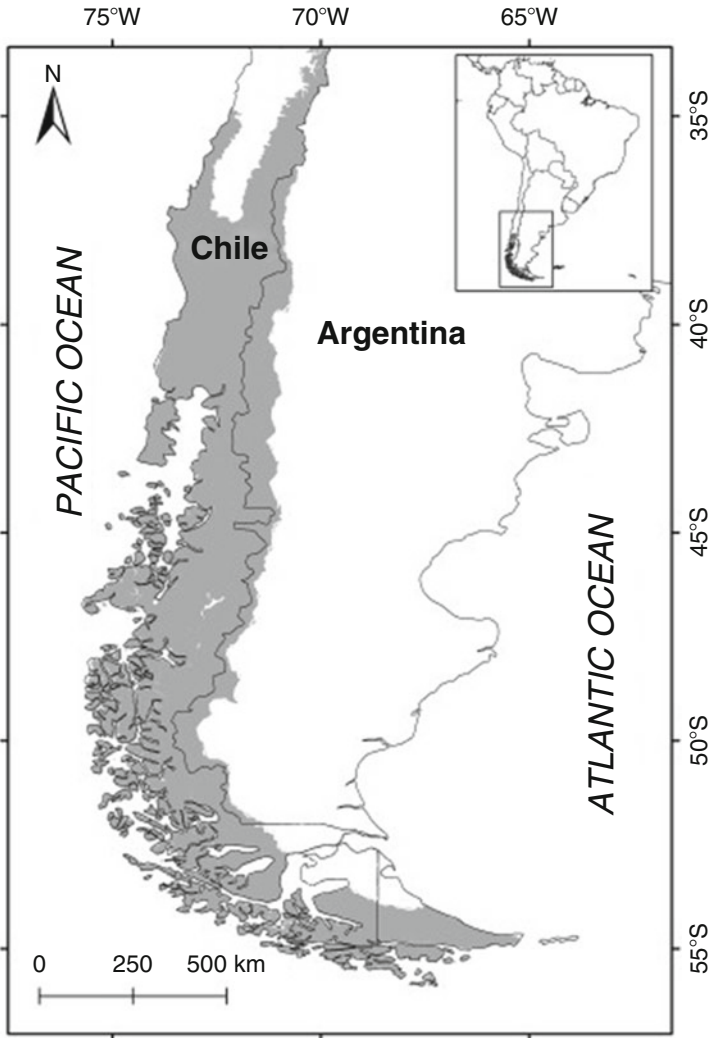 75°W 70°W 65°W
N
35°S
Chile
40°S
Argentina
PACIFIC OCEAN
45°S
ATLANTIC OCEAN
50°S
55°S
0 250 500 km